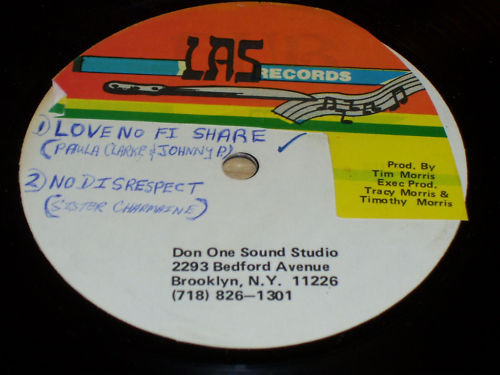 LAS
RECORDS
1) LOVE NO FI SHARE ✓
(PAULA CLARKE & JOHNNY P.)
2) NO DISRESPECT
(SISTER CHARMAINE)
Prod. By
Tim Morris
Exec Prod.
Tracy Morris &
Timothy Morris
Don One Sound Studio
2293 Bedford Avenue
Brooklyn, N.Y. 11226
(718) 826-1301